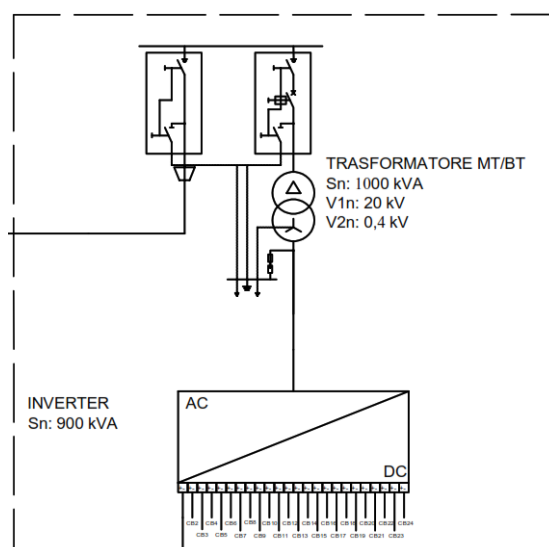 TRASFORMATORE MT/BT
Sn: 1000 kVA
V1n: 20 kV
V2n: 0,4 kV
INVERTER
Sn: 900 kVA
AC
DC
CB2 CB4 CB6 CB8 CB10 CB12 CB14 CB16 CB18 CB20 CB22 CB24
CB3 CB5 CB7 CB9 CB11 CB13 CB15 CB17 CB19 CB21 CB23